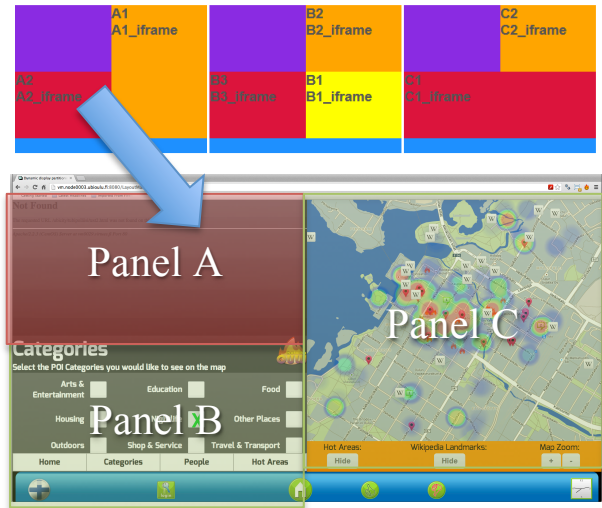 A1
A1_iframe
B2
B2_iframe
C2
C2_iframe
A2
A2_iframe
B3
B3_iframe
B1
B1_iframe
C1
C1_iframe
Dynamic display partition
Not Found
Panel A
Panel C
Categories
Select the POI Categories you would like to see on the map
Arts & Entertainment
Education
Food
Housing
Other Places
Panel B
Outdoors
Shop & Service
Travel & Transport
Hot Areas:
Wikipedia Landmarks:
Map Zoom:
Hide
Hide
+
-
Home
Categories
People
Hot Areas
W
W
W
W
W
W
W
W
W
W
W